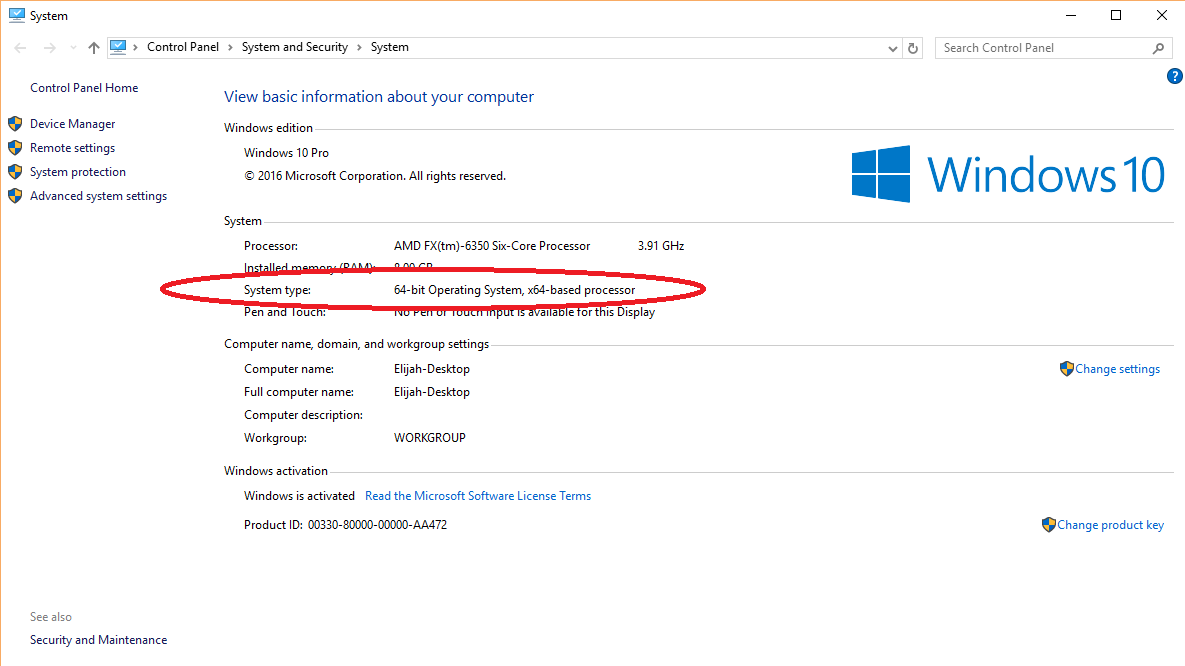 System
Control Panel > System and Security > System
Search Control Panel
?
Control Panel Home
Device Manager
Remote settings
System protection
Advanced system settings
View basic information about your computer
Windows edition
Windows 10 Pro
© 2016 Microsoft Corporation. All rights reserved.
Windows 10
System
Processor: AMD FX(tm)-6350 Six-Core Processor 3.91 GHz
Installed memory (RAM): 8.00 GB
System type: 64-bit Operating System, x64-based processor
Pen and Touch: No Pen or Touch Input is available for this Display
Computer name, domain, and workgroup settings
Computer name: Elijah-Desktop
Change settings
Full computer name: Elijah-Desktop
Computer description:
Workgroup: WORKGROUP
Windows activation
Windows is activated Read the Microsoft Software License Terms
Product ID: 00330-80000-00000-AA472
Change product key
See also
Security and Maintenance